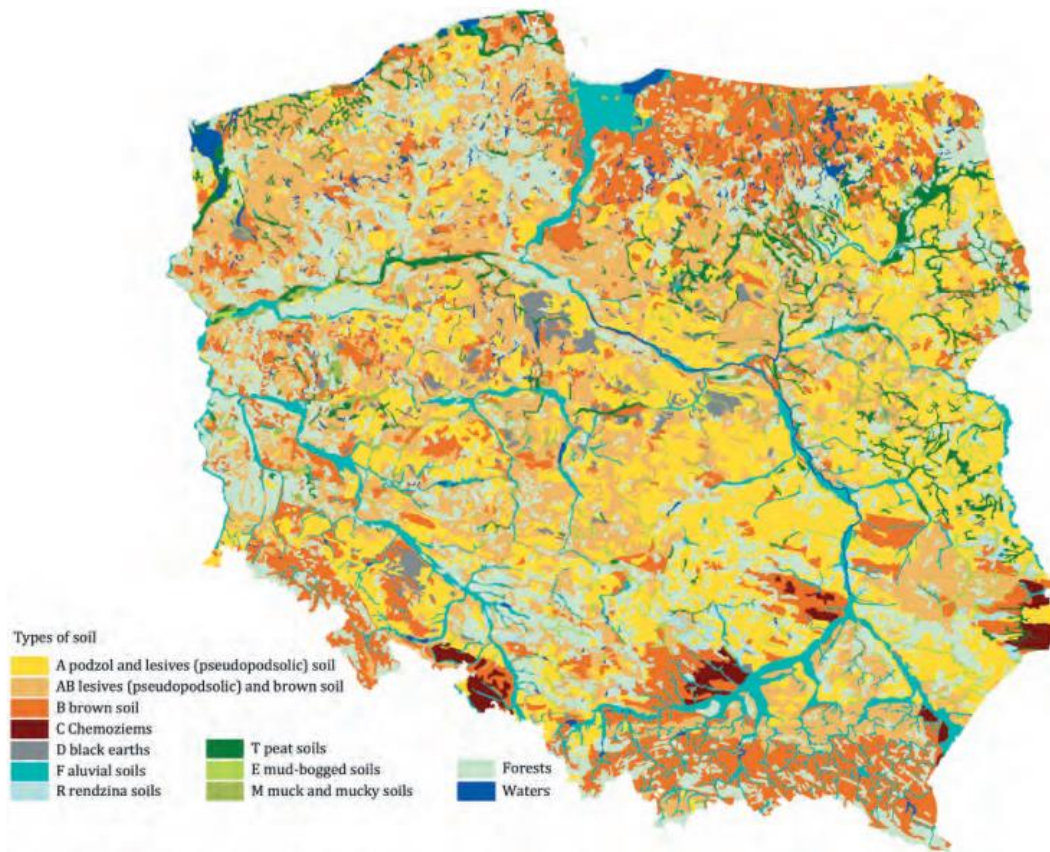 Types of soil
A podzol and lesives (pseudopodsolic) soil
AB lesives (pseudopodsolic) and brown soil
B brown soil
C Chemoziems
D black earths
F aluvial soils
R rendzina soils
T peat soils
E mud-bogged soils
M muck and mucky soils
Forests
Waters